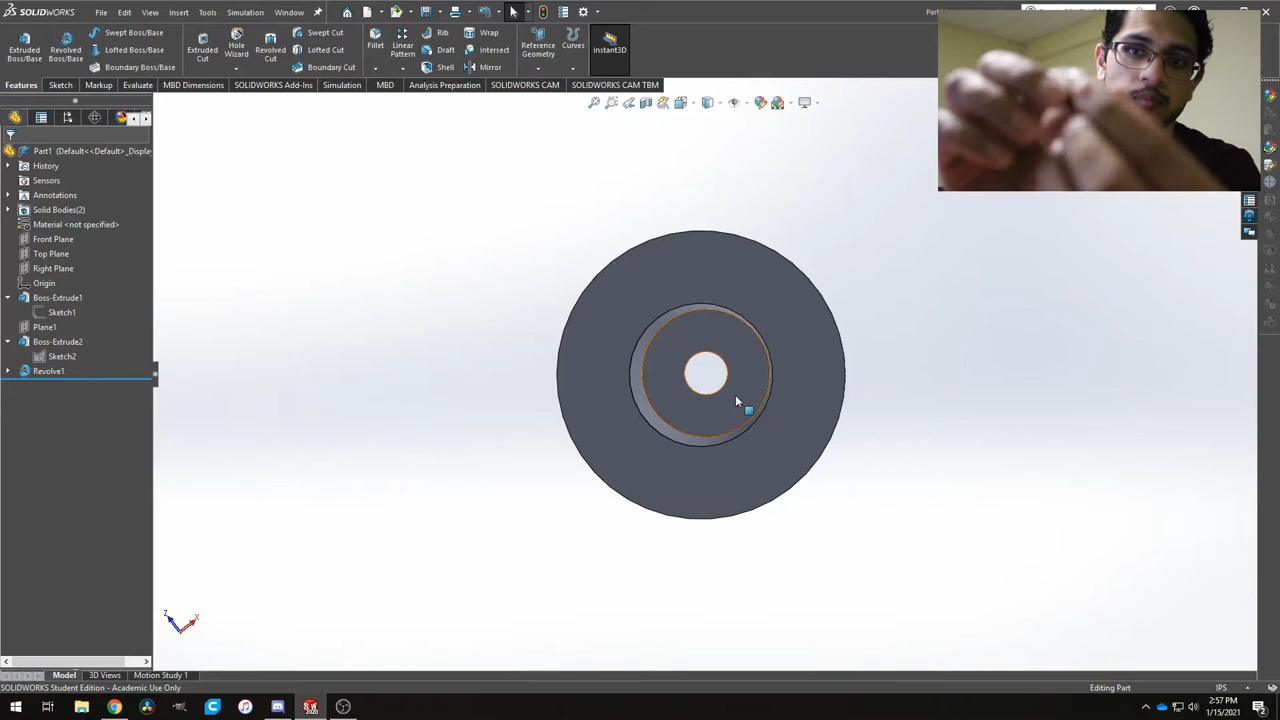 SOLIDWORKS File Edit View Insert Tools Simulation Window Part
Extruded Boss/Base Revolved Boss/Base Swept Boss/Base Lofted Boss/Base Boundary Boss/Base Extruded Cut Hole Wizard Revolved Cut Swept Cut Lofted Cut Boundary Cut Fillet Linear Pattern Rib Draft Shell Wrap Intersect Mirror Reference Geometry Curves Instant3D
Features Sketch Markup Evaluate MBD Dimensions SOLIDWORKS Add-Ins Simulation MBD Analysis Preparation SOLIDWORKS CAM SOLIDWORKS CAM TBM
Part1 (Default<<Default>_Displa
History
Sensors
Annotations
Solid Bodies(2)
Material <not specified>
Front Plane
Top Plane
Right Plane
Origin
Boss-Extrude1
Sketch1
Plane1
Boss-Extrude2
Sketch2
Revolve1
Z X
Model 3D Views Motion Study 1
SOLIDWORKS Student Edition - Academic Use Only Editing Part IPS
2:57 PM
1/15/2021